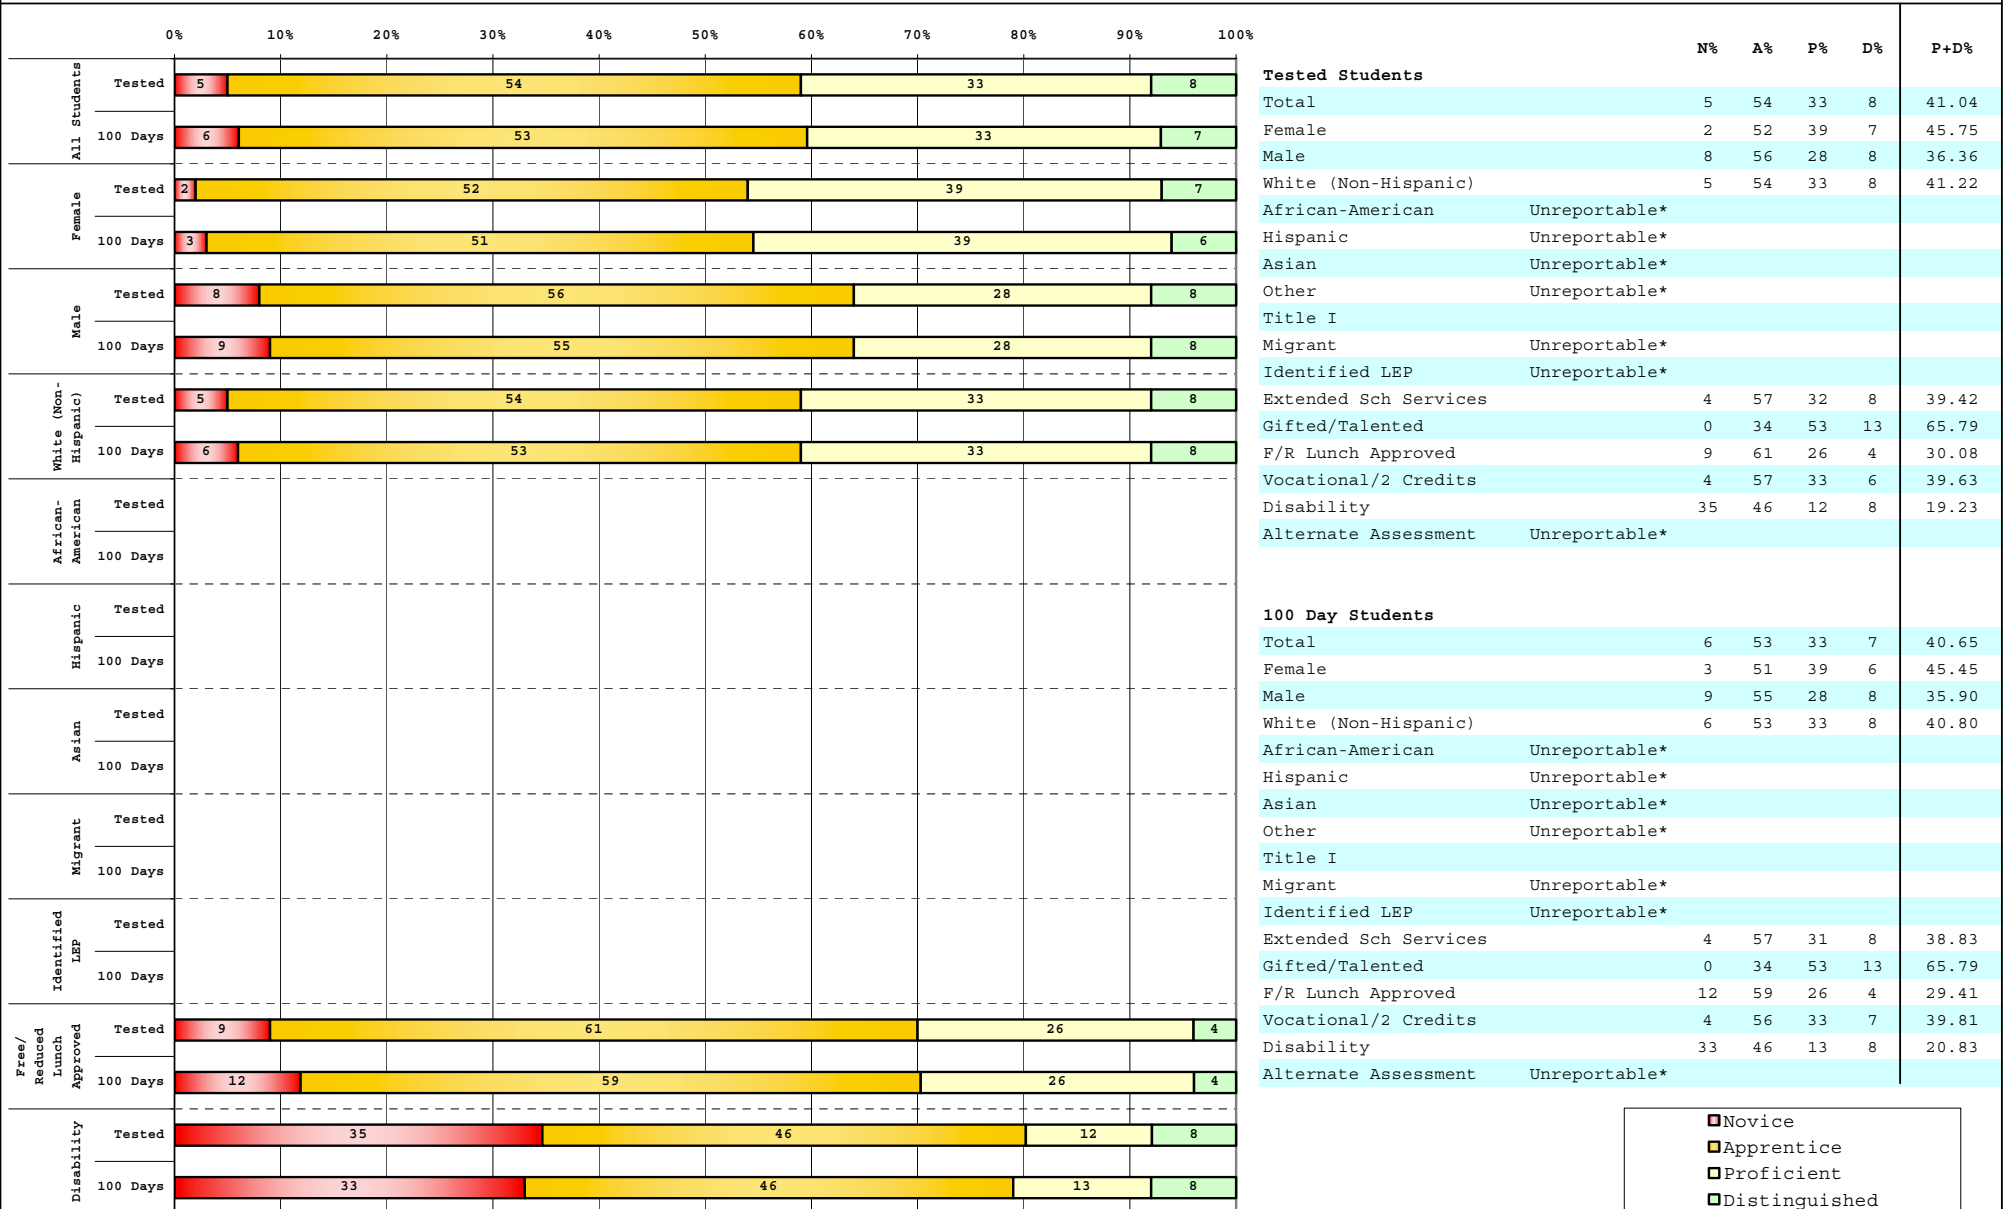 0% 10% 20% 30% 40% 50% 60% 70% 80% 90% 100%
All Students
Tested 5 54 33 8
100 Days 6 53 33 7
Female
Tested 2 52 39 7
100 Days 3 51 39 6
Male
Tested 8 56 28 8
100 Days 9 55 28 8
White (Non-
Hispanic)
Tested 5 54 33 8
100 Days 6 53 33 8
African-
American
Tested
100 Days
Hispanic
Tested
100 Days
Asian
Tested
100 Days
Migrant
Tested
100 Days
Identified
LEP
Tested
100 Days
Free/
Reduced
Lunch
Approved
Tested 9 61 26 4
100 Days 12 59 26 4
Disability
Tested 35 46 12 8
100 Days 33 46 13 8
N% A% P% D% P+D%
Tested Students
Total 5 54 33 8 41.04
Female 2 52 39 7 45.75
Male 8 56 28 8 36.36
White (Non-Hispanic) 5 54 33 8 41.22
African-American Unreportable*
Hispanic Unreportable*
Asian Unreportable*
Other Unreportable*
Title I
Migrant Unreportable*
Identified LEP Unreportable*
Extended Sch Services 4 57 32 8 39.42
Gifted/Talented 0 34 53 13 65.79
F/R Lunch Approved 9 61 26 4 30.08
Vocational/2 Credits 4 57 33 6 39.63
Disability 35 46 12 8 19.23
Alternate Assessment Unreportable*
100 Day Students
Total 6 53 33 7 40.65
Female 3 51 39 6 45.45
Male 9 55 28 8 35.90
White (Non-Hispanic) 6 53 33 8 40.80
African-American Unreportable*
Hispanic Unreportable*
Asian Unreportable*
Other Unreportable*
Title I
Migrant Unreportable*
Identified LEP Unreportable*
Extended Sch Services 4 57 31 8 38.83
Gifted/Talented 0 34 53 13 65.79
F/R Lunch Approved 12 59 26 4 29.41
Vocational/2 Credits 4 56 33 7 39.81
Disability 33 46 13 8 20.83
Alternate Assessment Unreportable*
Novice
Apprentice
Proficient
Distinguished